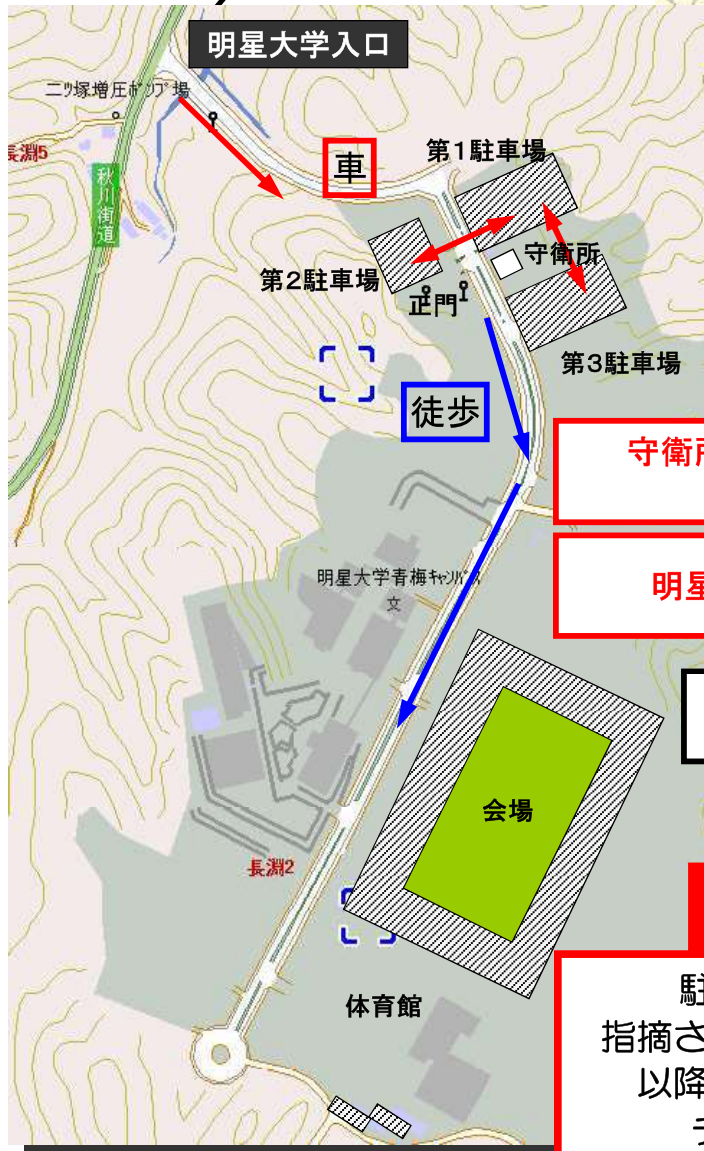 明星大学入口
二ツ塚増圧ポンプ場
長淵5
秋川街道
車
第1駐車場
守衛所
第2駐車場
正門
第3駐車場
徒歩
守衛
明星大学青梅キャンパス
文
明
会場
長淵2
体育館
駐
指摘さ
以降